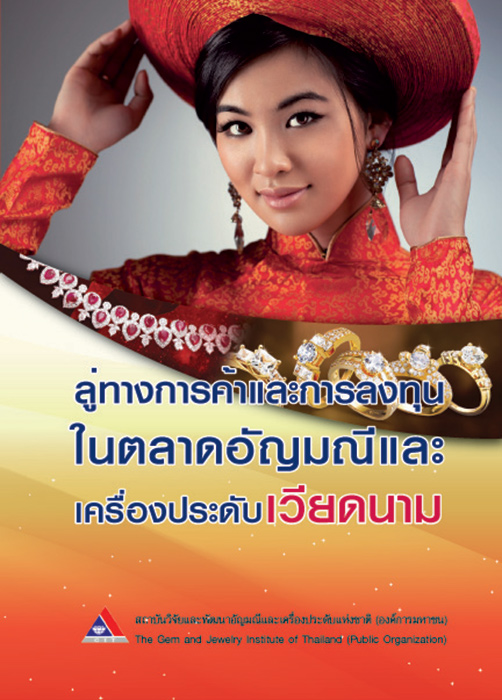 ลู่ทางการค้าและการลงทุน
ในตลาดอัญมณีและ
เครื่องประดับเวียดนาม
สถาบันวิจัยและพัฒนาอัญมณีและเครื่องประดับแห่งชาติ (องค์การมหาชน)
The Gem and Jewelry Institute of Thailand (Public Organization)